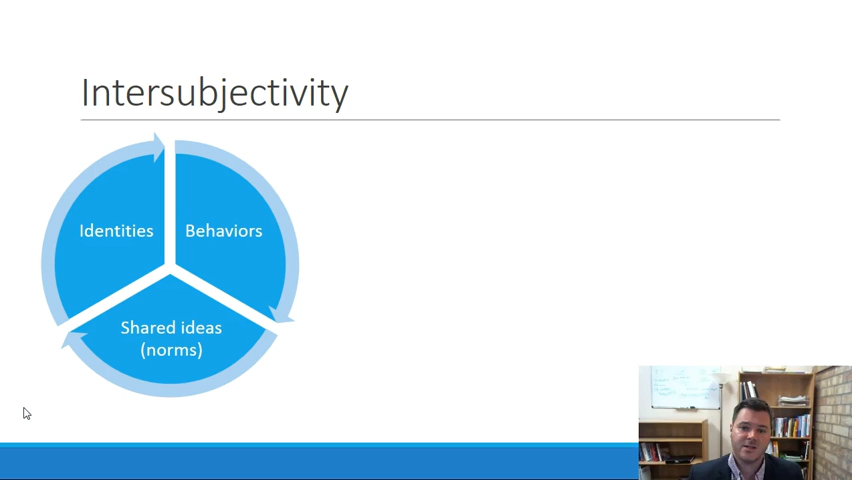 Intersubjectivity
Identities
Behaviors
Shared ideas
(norms)